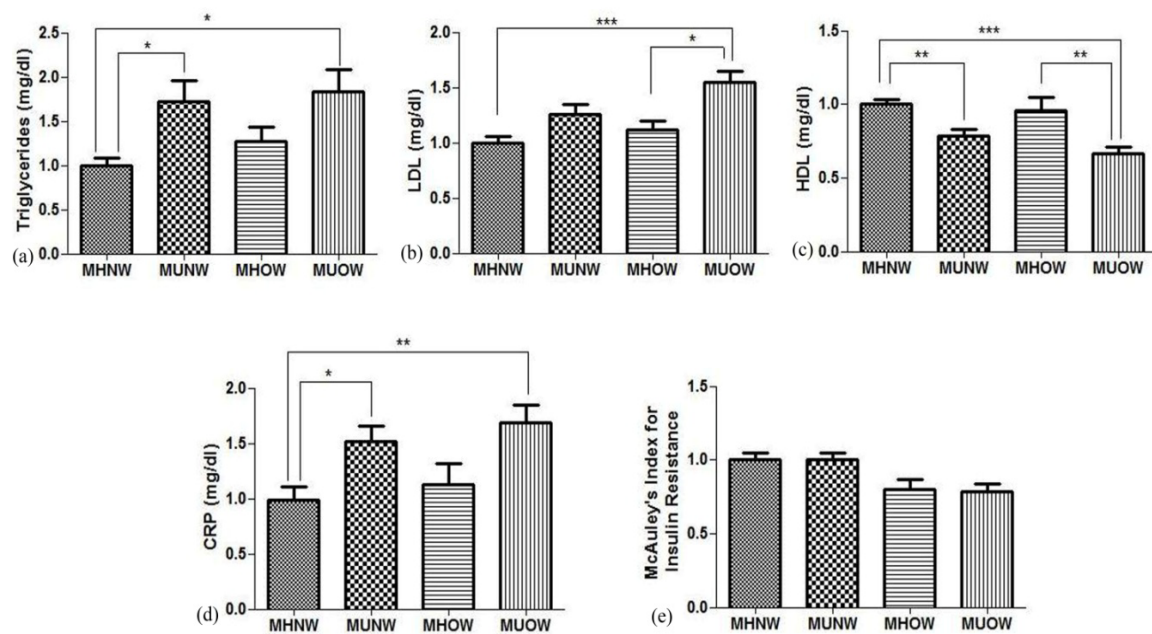 *
*
Triglycerides (mg/dl)
2.5
2.0
1.5
1.0
0.5
0.0
MHNW MUNW MHOW MUOW
(a)
***
*
LDL (mg/dl)
2.0
1.5
1.0
0.5
0.0
MHNW MUNW MHOW MUOW
(b)
***
** **
HDL (mg/dl)
1.5
1.0
0.5
0.0
MHNW MUNW MHOW MUOW
(c)
**
*
CRP (mg/dl)
2.0
1.5
1.0
0.5
0.0
MHNW MUNW MHOW MUOW
(d)
McAuley's Index for
Insulin Resistance
1.5
1.0
0.5
0.0
MHNW MUNW MHOW MUOW
(e)